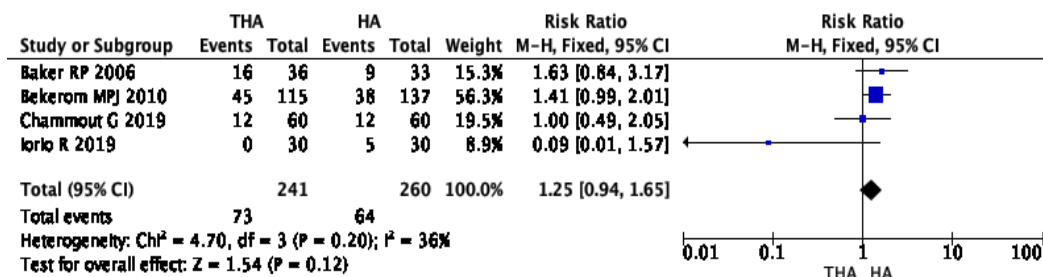 THA HA Risk Ratio Risk Ratio
Study or Subgroup Events Total Events Total Weight M-H, Fixed, 95% CI M-H, Fixed, 95% CI
Baker RP 2006 16 36 9 33 15.3% 1.63 [0.84, 3.17]
Bekerom MPJ 2010 45 115 38 137 56.3% 1.41 [0.99, 2.01]
Chammout G 2019 12 60 12 60 19.5% 1.00 [0.49, 2.05]
Iorio R 2019 0 30 5 30 8.9% 0.09 [0.01, 1.57]
Total (95% CI) 241 260 100.0% 1.25 [0.94, 1.65]
Total events 73 64
Heterogeneity: Chi² = 4.70, df = 3 (P = 0.20); I² = 36%
Test for overall effect: Z = 1.54 (P = 0.12)
0.01 0.1 1 10 100
THA HA